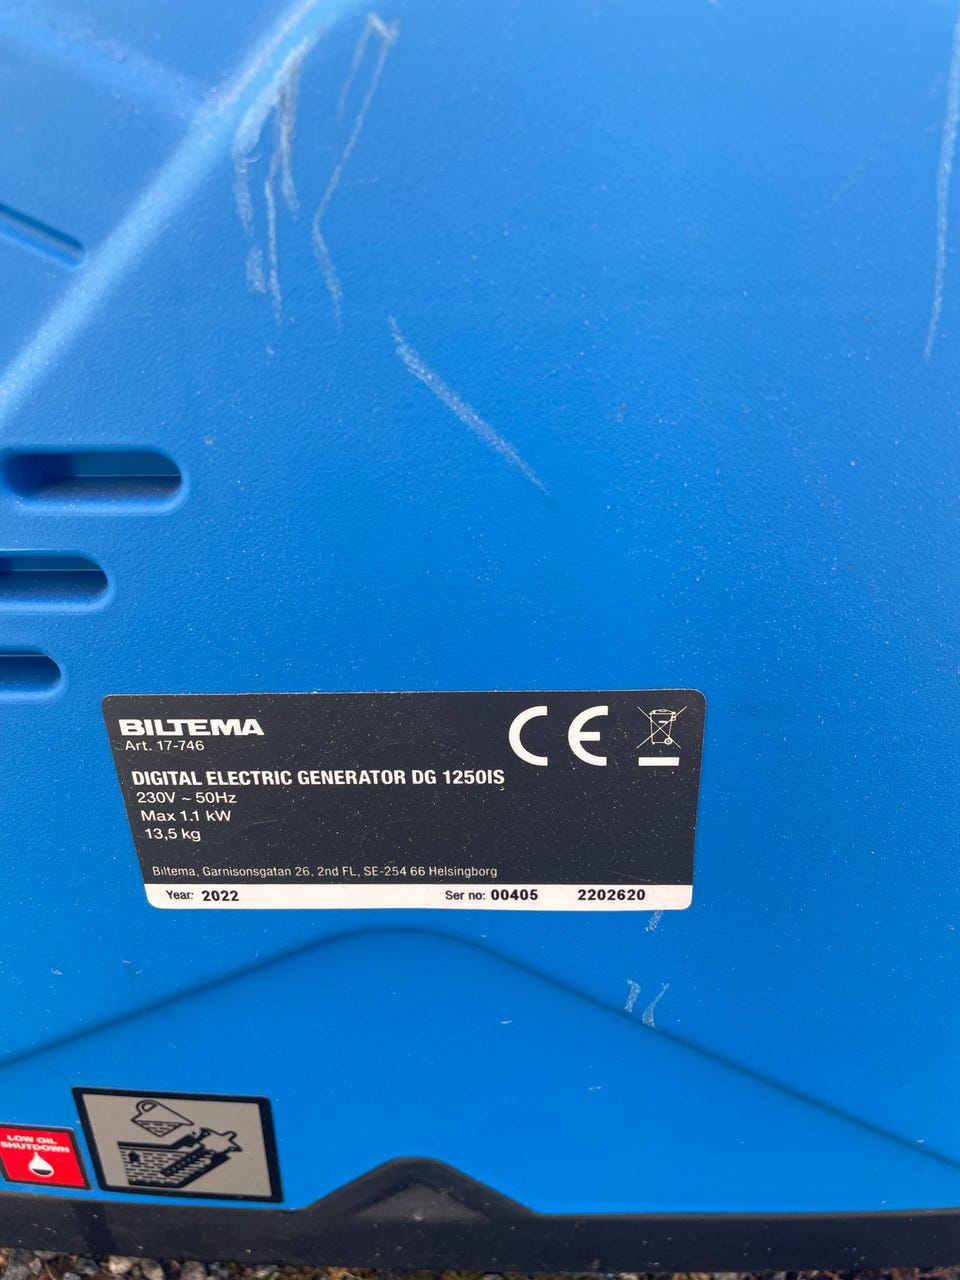 BILTEMA
Art. 17-746
DIGITAL ELECTRIC GENERATOR DG 1250IS
230V ~ 50Hz
Max 1.1 kW
13,5 kg
CE
Biltema, Garnisonsgatan 26, 2nd FL, SE-254 66 Helsingborg
Year: 2022 Ser no: 00405 2202620
LOW OIL
SHUTDOWN